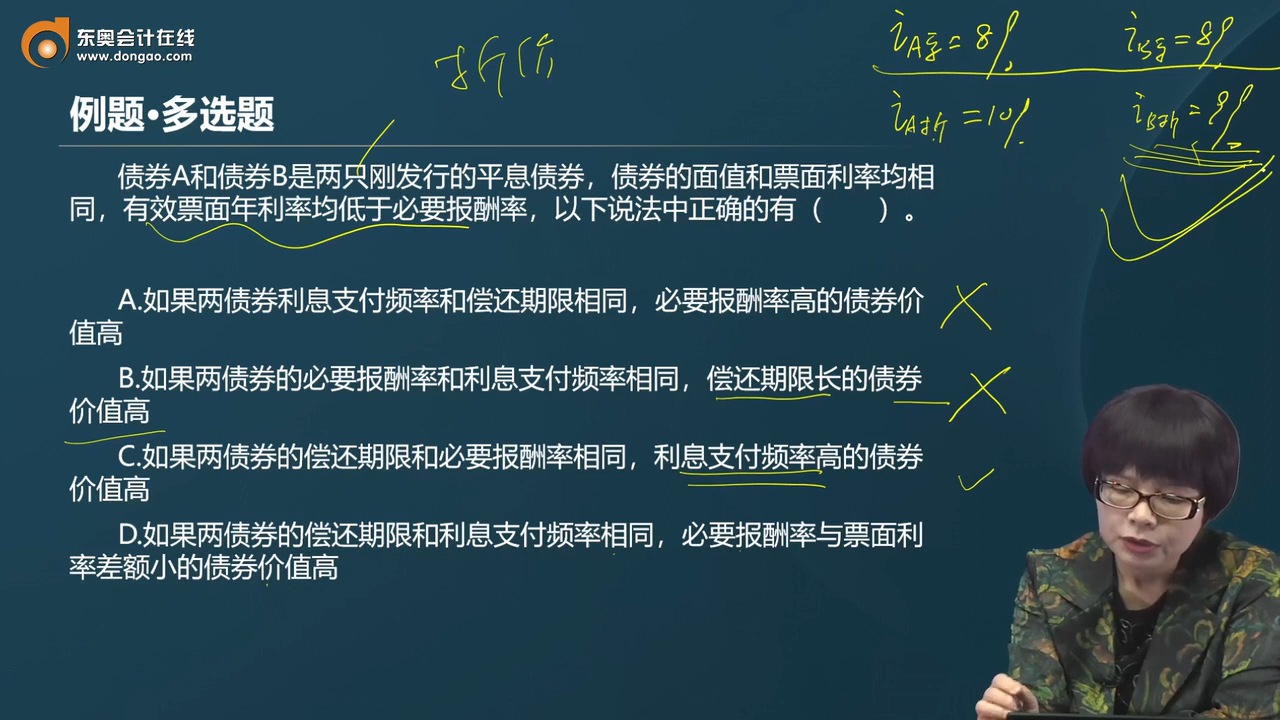 东奥会计在线
www.dongao.com
折价
i A票 = 8%
i B票 = 8%
i A折 = 10%
i B折 = 9%
例题•多选题
债券A和债券B是两只刚发行的平息债券，债券的面值和票面利率均相
同，有效票面年利率均低于必要报酬率，以下说法中正确的有（　　）。
A.如果两债券利息支付频率和偿还期限相同，必要报酬率高的债券价
值高
B.如果两债券的必要报酬率和利息支付频率相同，偿还期限长的债券
价值高
C.如果两债券的偿还期限和必要报酬率相同，利息支付频率高的债券
价值高
D.如果两债券的偿还期限和利息支付频率相同，必要报酬率与票面利
率差额小的债券价值高